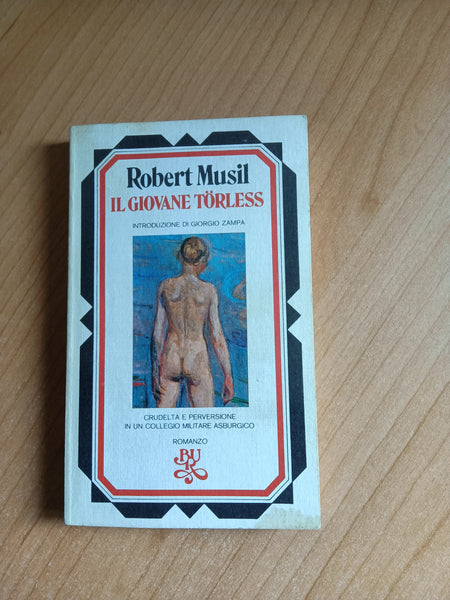 Robert Musil
IL GIOVANE TÖRLESS
INTRODUZIONE DI GIORGIO ZAMPA
CRUDELTÀ E PERVERSIONE
IN UN COLLEGIO MILITARE ASBURGICO
ROMANZO
BUR